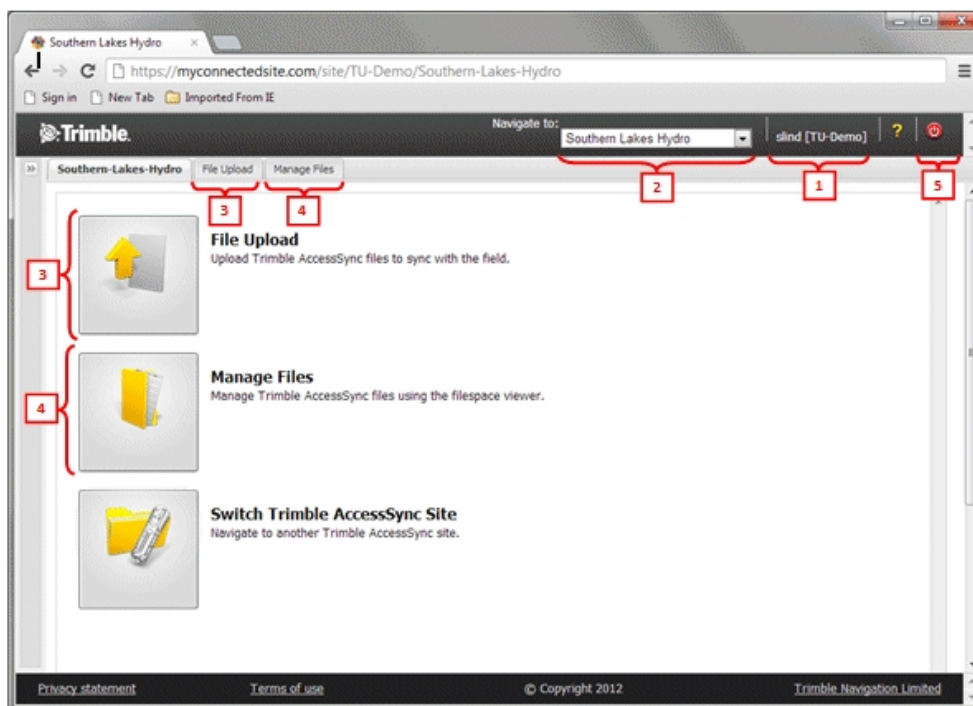 Southern Lakes Hydro
https://myconnectedsite.com/site/TU-Demo/Southern-Lakes-Hydro
Sign in New Tab Imported From IE
Trimble.
Navigate to:
Southern Lakes Hydro
slind [TU-Demo]
?
Southern-Lakes-Hydro File Upload Manage Files
3 4 2 1 5
3
File Upload
Upload Trimble AccessSync files to sync with the field.
4
Manage Files
Manage Trimble AccessSync files using the filespace viewer.
Switch Trimble AccessSync Site
Navigate to another Trimble AccessSync site.
Privacy statement Terms of use © Copyright 2012 Trimble Navigation Limited